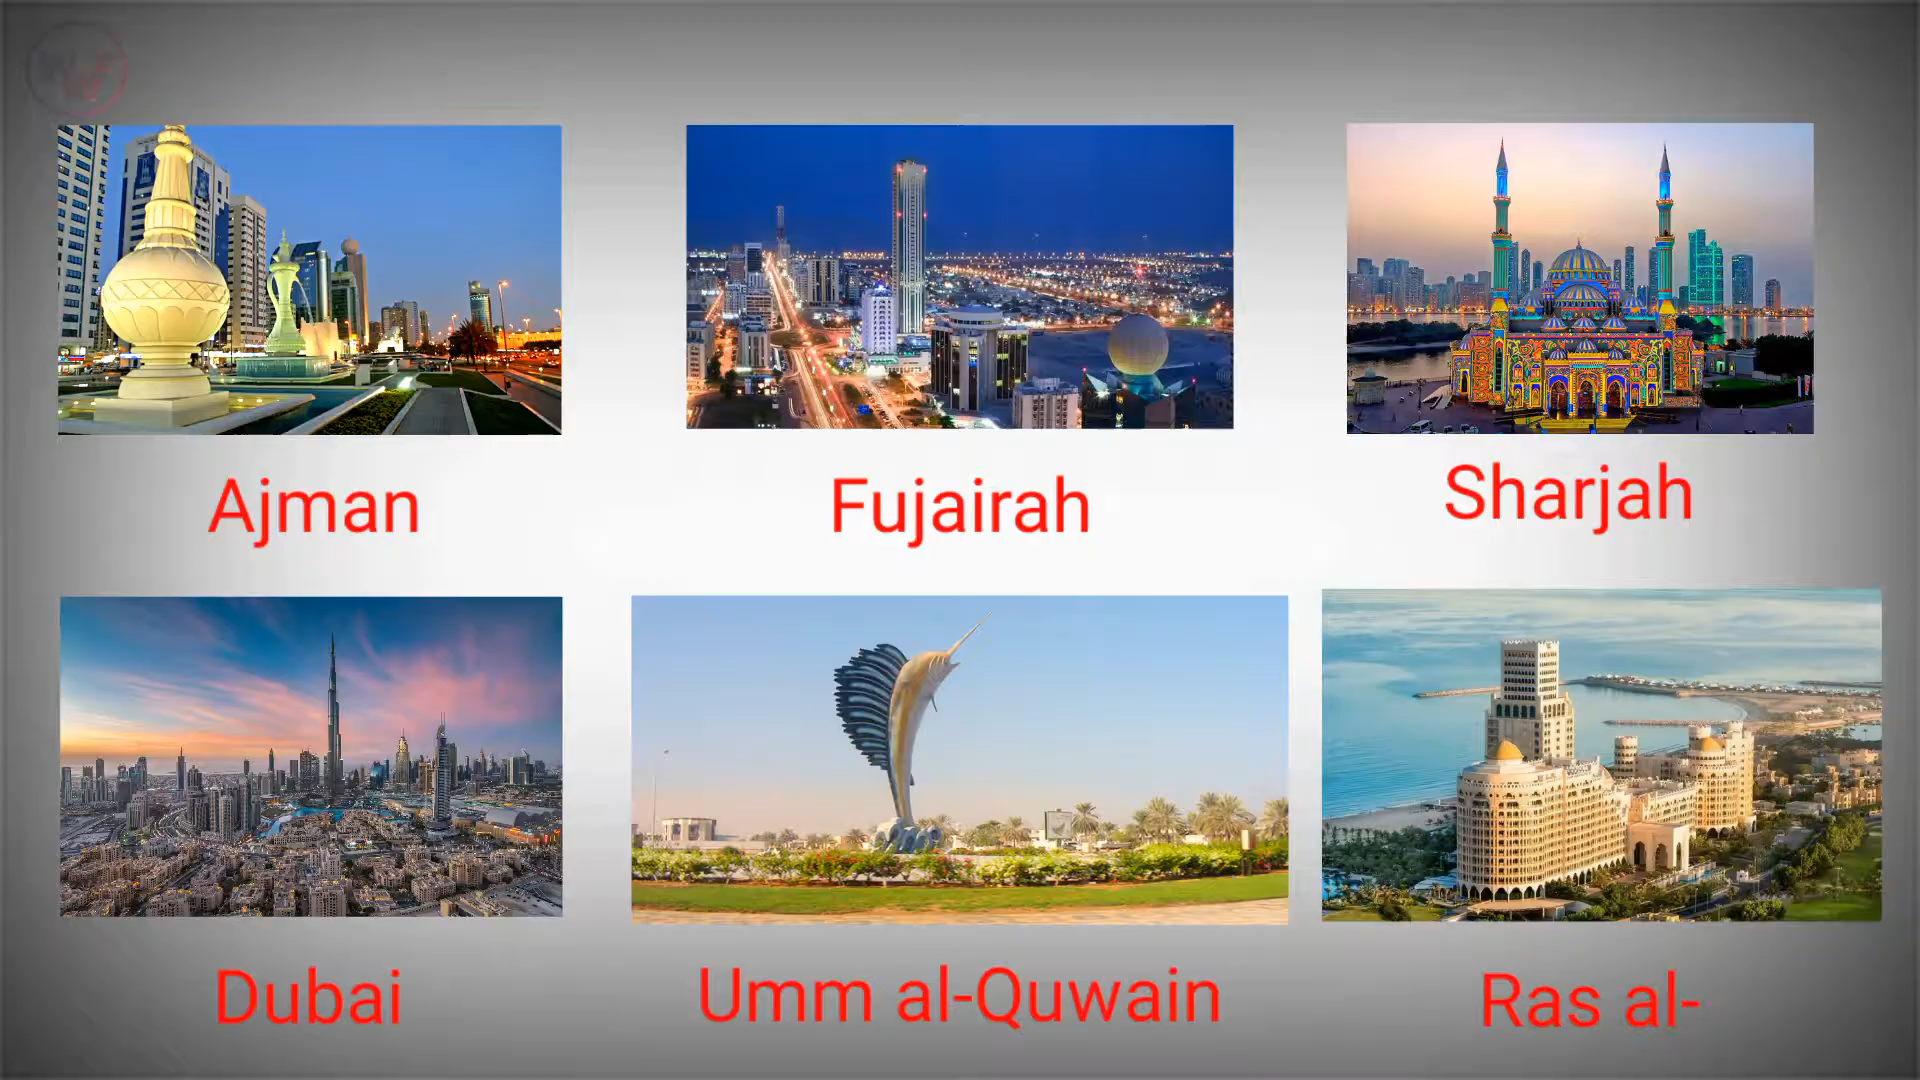 Ajman
Fujairah
Sharjah
Dubai
Umm al-Quwain
Ras al-